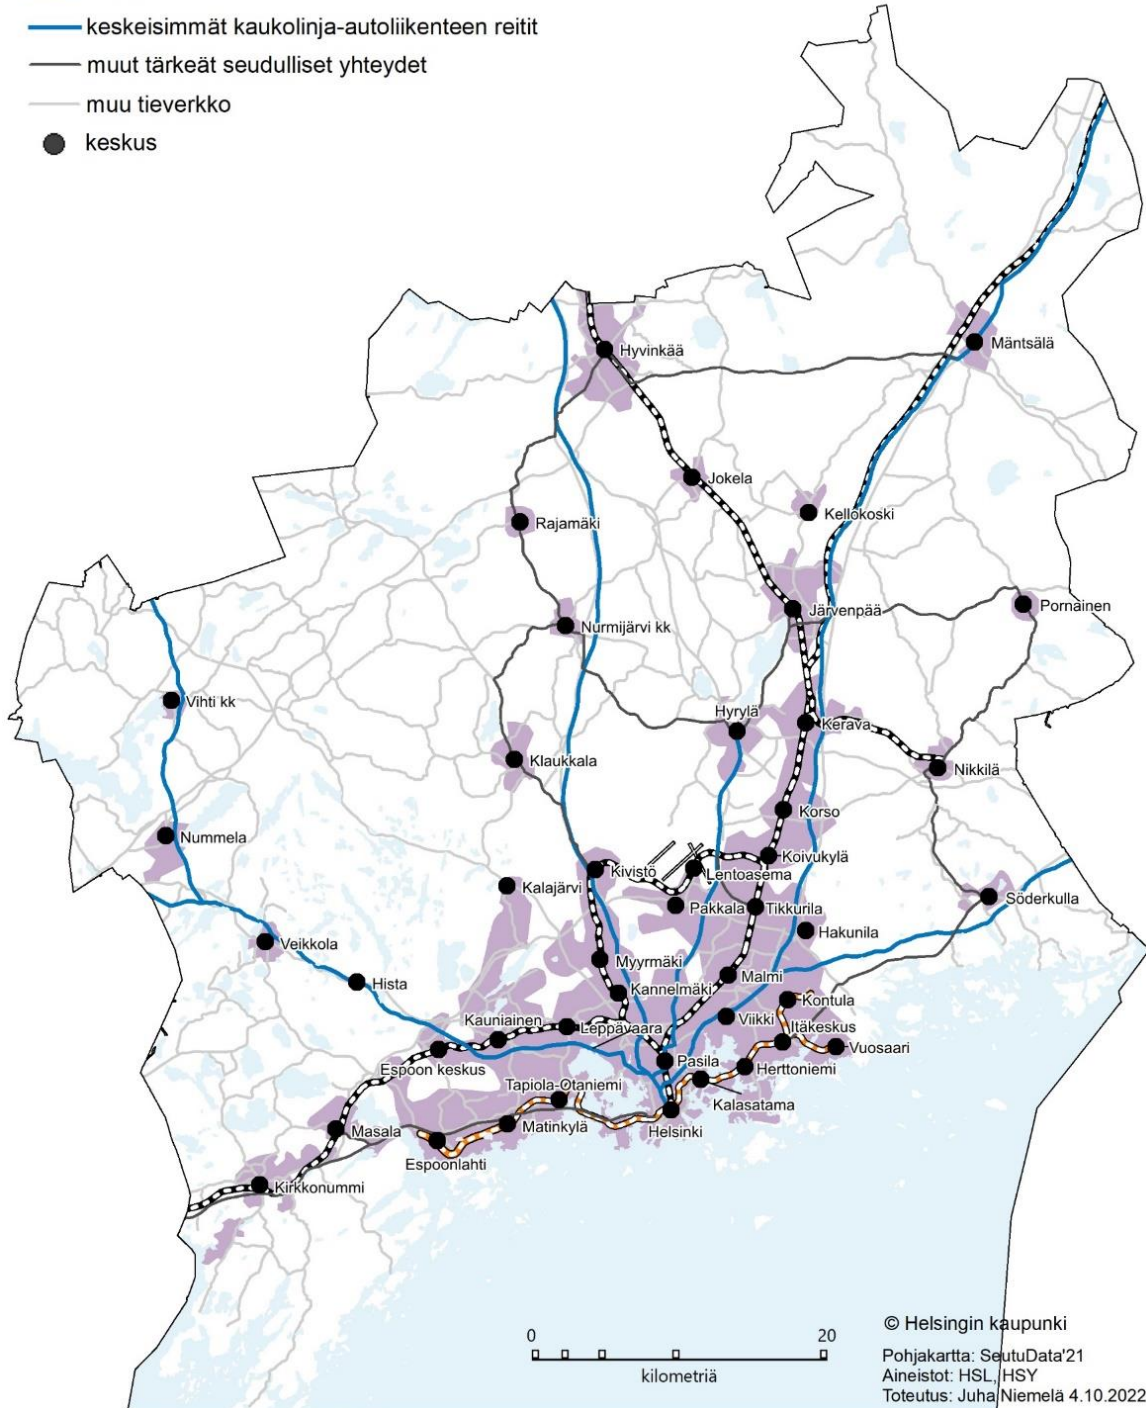 keskeisimmät kaukolinja-autoliikenteen reitit
muut tärkeät seudulliset yhteydet
muu tieverkko
keskus
Hyvinkää
Mäntsälä
Jokela
Kellokoski
Rajamäki
Järvenpää
Pornainen
Nurmijärvi kk
Vihti kk
Hyrylä
Kerava
Klaukkala
Nikkilä
Korso
Nummela
Koivukylä
Kivistö
Lentoasema
Kalajärvi
Pakkala
Tikkurila
Söderkulla
Hakunila
Veikkola
Myyrmäki
Malmi
Hista
Kannelmäki
Kontula
Kauniainen
Leppävaara
Viikki
Itäkeskus
Vuosaari
Espoon keskus
Pasila
Herttoniemi
Tapiola-Otaniemi
Kalasatama
Masala
Matinkylä
Helsinki
Espoonlahti
Kirkkonummi
0 20
kilometriä
© Helsingin kaupunki
Pohjakartta: SeutuData'21
Aineistot: HSL, HSY
Toteutus: Juha Niemelä 4.10.2022